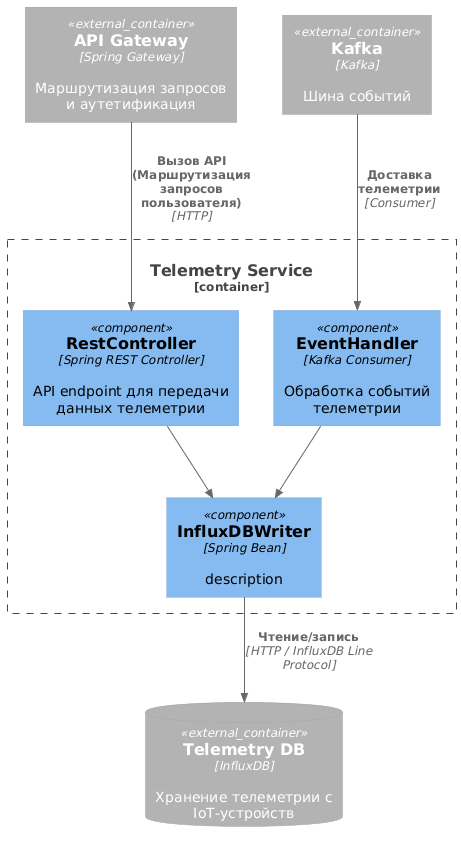 «external_container»
API Gateway
[Spring Gateway]
Маршрутизация запросов
и аутетификация
«external_container»
Kafka
[Kafka]
Шина событий
Вызов API
(Маршрутизация
запросов
пользователя)
[HTTP]
Доставка
телеметрии
[Consumer]
Telemetry Service
[container]
«component»
RestController
[Spring REST Controller]
API endpoint для передачи
данных телеметрии
«component»
EventHandler
[Kafka Consumer]
Обработка событий
телеметрии
«component»
InfluxDBWriter
[Spring Bean]
description
Чтение/запись
[HTTP / InfluxDB Line
Protocol]
«external_container»
Telemetry DB
[InfluxDB]
Хранение телеметрии с
IoT-устройств